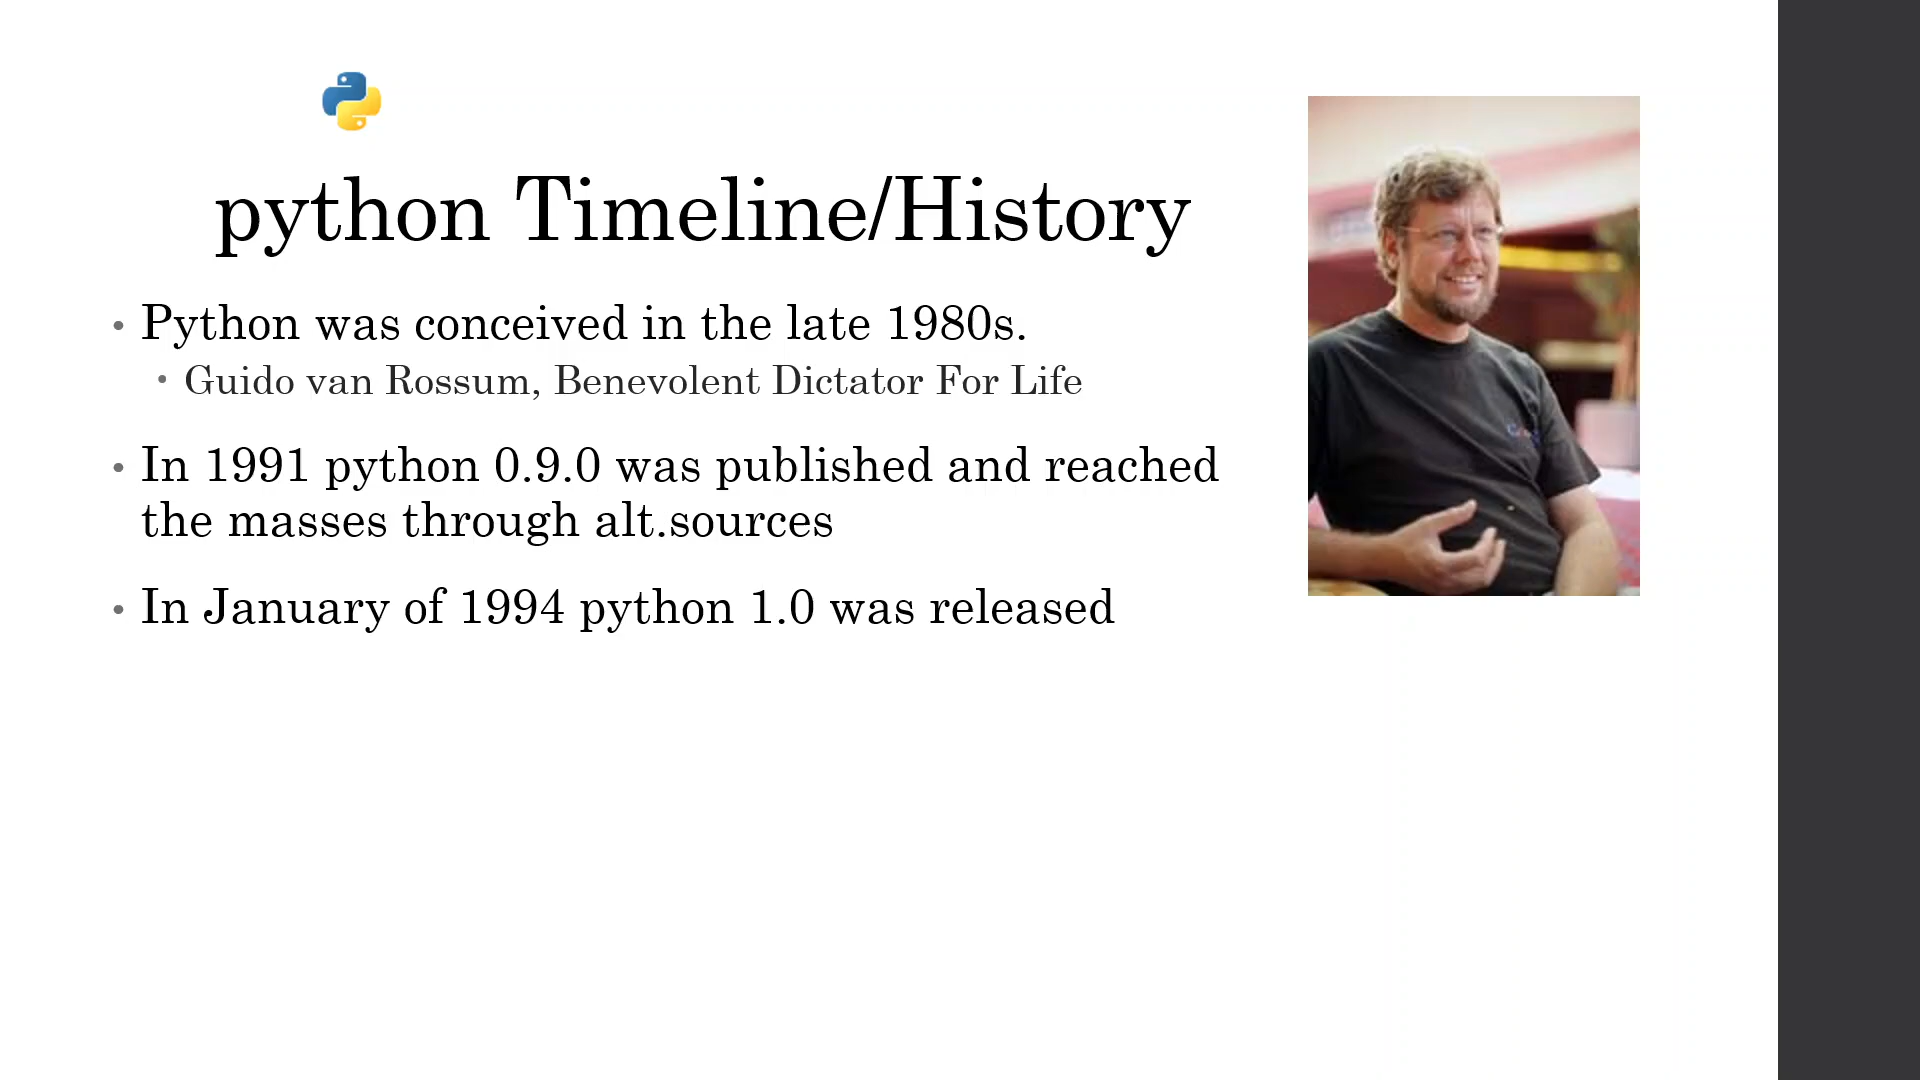 python Timeline/History
• Python was conceived in the late 1980s.
• Guido van Rossum, Benevolent Dictator For Life
• In 1991 python 0.9.0 was published and reached
the masses through alt.sources
• In January of 1994 python 1.0 was released